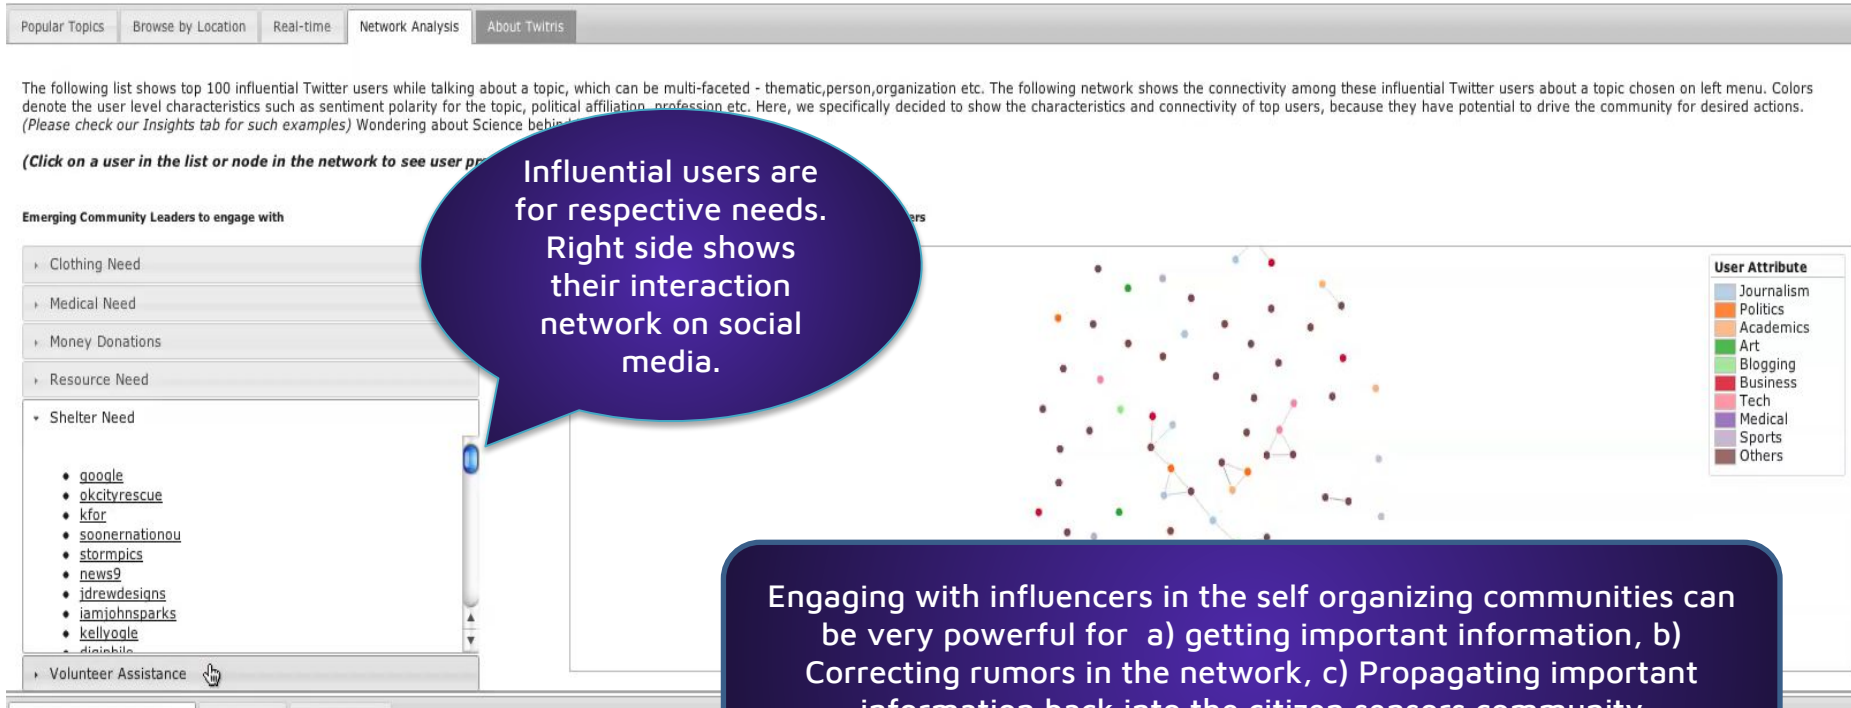 Popular Topics Browse by Location Real-time Network Analysis About Twitris
The following list shows top 100 influential Twitter users while talking about a topic, which can be multi-faceted - thematic,person,organization etc. The following network shows the connectivity among these influential Twitter users about a topic chosen on left menu. Colors
denote the user level characteristics such as sentiment polarity for the topic, political affiliation, profession etc. Here, we specifically decided to show the characteristics and connectivity of top users, because they have potential to drive the community for desired actions.
(Please check our Insights tab for such examples) Wondering about Science
(Click on a user in the list or node in the network to see user
Influential users are
for respective needs.
Right side shows
their interaction
network on social
media.
Emerging Community Leaders to engage with
Clothing Need
Medical Need
Money Donations
Resource Need
Shelter Need
google
okcityrescue
kfor
soonernationou
stormpics
news9
jdrewdesigns
iamjohnsparks
kellyogle
Volunteer Assistance
User Attribute
Journalism
Politics
Academics
Art
Blogging
Business
Tech
Medical
Sports
Others
Engaging with influencers in the self organizing communities can
be very powerful for a) getting important information, b)
Correcting rumors in the network, c) Propagating important
information back into the citizen sensors community